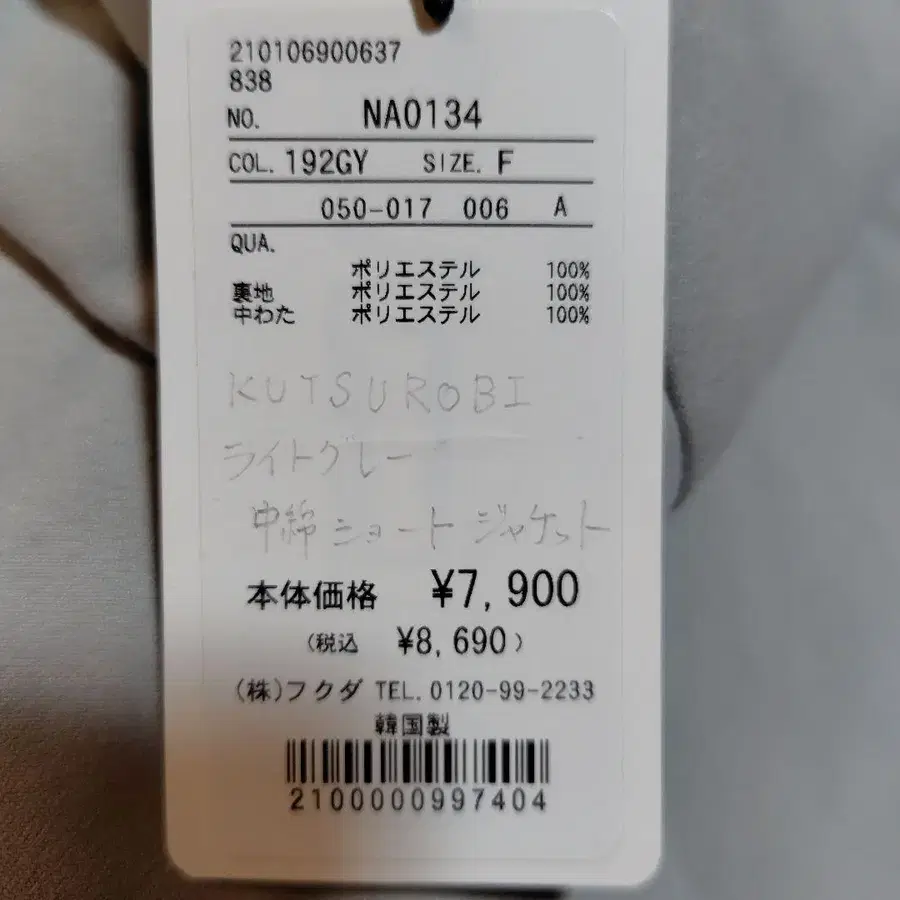 210106900637
838
NO. NA0134
COL. 192GY SIZE. F
050-017 006 A
QUA.
ポリエステル 100%
裏地 ポリエステル 100%
中わた ポリエステル 100%
KUTSUROBI
ライトグレー
中綿ショートジャケット
本体価格 ¥7,900
(税込 ¥8,690)
(株)フクダ TEL.0120-99-2233
韓国製
2100000997404